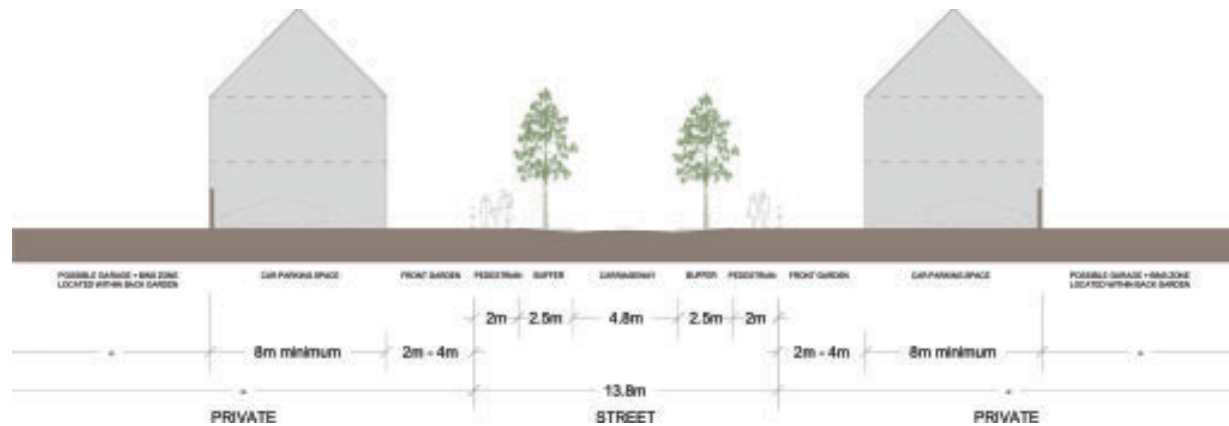 POSSIBLE GARAGE + BINS ZONE
LOCATED WITHIN BACK GARDEN
CAR PARKING SPACE
FRONT GARDEN
PEDESTRIAN
BUFFER
CARRIAGEWAY
BUFFER
PEDESTRIAN
FRONT GARDEN
CAR PARKING SPACE
POSSIBLE GARAGE + BINS ZONE
LOCATED WITHIN BACK GARDEN
2m
2.5m
4.8m
2.5m
2m
8m minimum
2m - 4m
2m - 4m
8m minimum
13.8m
PRIVATE
STREET
PRIVATE